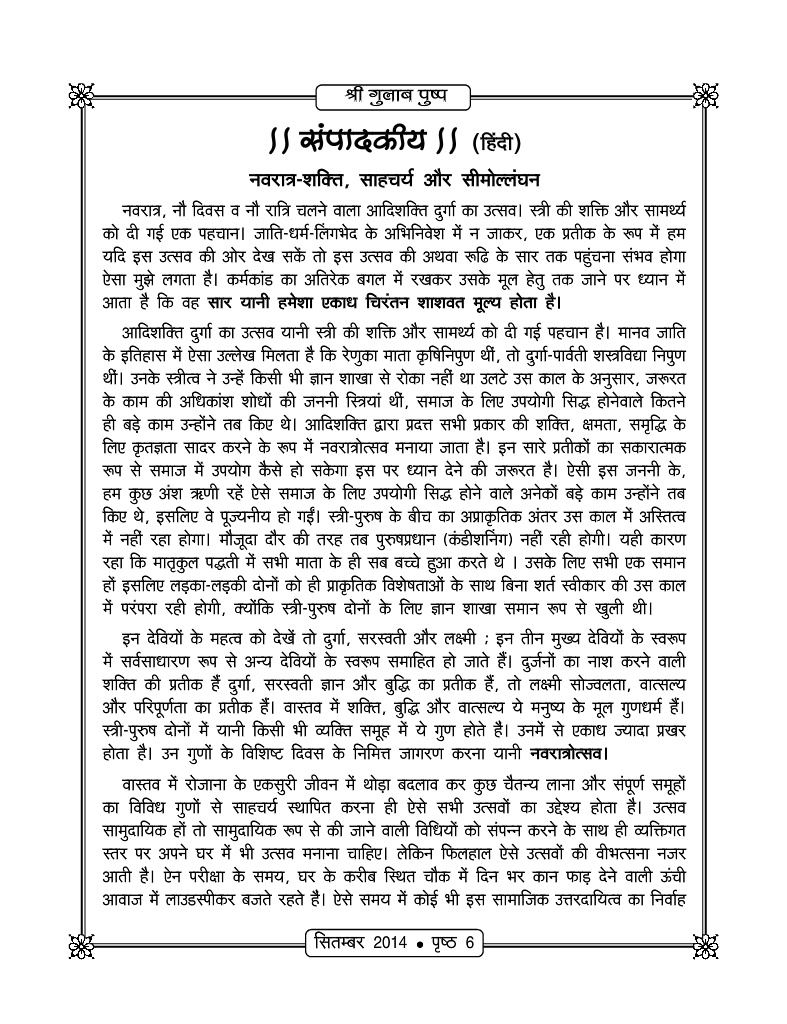 श्री गुलाब पुष्प
।। संपादकीय ।। (हिंदी)
नवरात्र-शक्ति, साहचर्य और सीमोल्लंघन
नवरात्र, नौ दिवस व नौ रात्रि चलने वाला आदिशक्ति दुर्गा का उत्सव। स्त्री की शक्ति और सामर्थ्य
को दी गई एक पहचान। जाति-धर्म-लिंगभेद के अभिनिवेश में न जाकर, एक प्रतीक के रूप में हम
यदि इस उत्सव की ओर देख सकें तो इस उत्सव की अथवा रूढि के सार तक पहुंचना संभव होगा
ऐसा मुझे लगता है। कर्मकांड का अतिरेक बगल में रखकर उसके मूल हेतु तक जाने पर ध्यान में
आता है कि वह सार यानी हमेशा एकाध चिरंतन शाशवत मूल्य होता है।
आदिशक्ति दुर्गा का उत्सव यानी स्त्री की शक्ति और सामर्थ्य को दी गई पहचान है। मानव जाति
के इतिहास में ऐसा उल्लेख मिलता है कि रेणुका माता कृषिनिपुण थीं, तो दुर्गा-पार्वती शस्त्रविद्या निपुण
थीं। उनके स्त्रीत्व ने उन्हें किसी भी ज्ञान शाखा से रोका नहीं था उलटे उस काल के अनुसार, जरूरत
के काम की अधिकांश शोधों की जननी स्त्रियां थीं, समाज के लिए उपयोगी सिद्ध होनेवाले कितने
ही बड़े काम उन्होंने तब किए थे। आदिशक्ति द्वारा प्रदत्त सभी प्रकार की शक्ति, क्षमता, समृद्धि के
लिए कृतज्ञता सादर करने के रूप में नवरात्रोत्सव मनाया जाता है। इन सारे प्रतीकों का सकारात्मक
रूप से समाज में उपयोग कैसे हो सकेगा इस पर ध्यान देने की जरूरत है। ऐसी इस जननी के,
हम कुछ अंश ऋणी रहें ऐसे समाज के लिए उपयोगी सिद्ध होने वाले अनेकों बड़े काम उन्होंने तब
किए थे, इसलिए वे पूज्यनीय हो गईं। स्त्री-पुरुष के बीच का अप्राकृतिक अंतर उस काल में अस्तित्व
में नहीं रहा होगा। मौजूदा दौर की तरह तब पुरुषप्रधान (कंडीशनिंग) नहीं रही होगी। यही कारण
रहा कि मातृकुल पद्धती में सभी माता के ही सब बच्चे हुआ करते थे । उसके लिए सभी एक समान
हों इसलिए लड़का-लड़की दोनों को ही प्राकृतिक विशेषताओं के साथ बिना शर्त स्वीकार की उस काल
में परंपरा रही होगी, क्योंकि स्त्री-पुरुष दोनों के लिए ज्ञान शाखा समान रूप से खुली थी।
इन देवियों के महत्व को देखें तो दुर्गा, सरस्वती और लक्ष्मी ; इन तीन मुख्य देवियों के स्वरूप
में सर्वसाधारण रूप से अन्य देवियों के स्वरूप समाहित हो जाते हैं। दुर्जनों का नाश करने वाली
शक्ति की प्रतीक हैं दुर्गा, सरस्वती ज्ञान और बुद्धि का प्रतीक हैं, तो लक्ष्मी सोज्वलता, वात्सल्य
और परिपूर्णता का प्रतीक हैं। वास्तव में शक्ति, बुद्धि और वात्सल्य ये मनुष्य के मूल गुणधर्म हैं।
स्त्री-पुरुष दोनों में यानी किसी भी व्यक्ति समूह में ये गुण होते है। उनमें से एकाध ज्यादा प्रखर
होता है। उन गुणों के विशिष्ट दिवस के निमित्त जागरण करना यानी नवरात्रोत्सव।
वास्तव में रोजाना के एकसुरी जीवन में थोड़ा बदलाव कर कुछ चैतन्य लाना और संपूर्ण समूहों
का विविध गुणों से साहचर्य स्थापित करना ही ऐसे सभी उत्सवों का उद्देश्य होता है। उत्सव
सामुदायिक हों तो सामुदायिक रूप से की जाने वाली विधियों को संपन्न करने के साथ ही व्यक्तिगत
स्तर पर अपने घर में भी उत्सव मनाना चाहिए। लेकिन फिलहाल ऐसे उत्सवों की वीभत्सना नजर
आती है। ऐन परीक्षा के समय, घर के करीब स्थित चौक में दिन भर कान फाड़ देने वाली ऊंची
आवाज में लाउडस्पीकर बजते रहते है। ऐसे समय में कोई भी इस सामाजिक उत्तरदायित्व का निर्वाह
सितम्बर 2014 • पृष्ठ 6